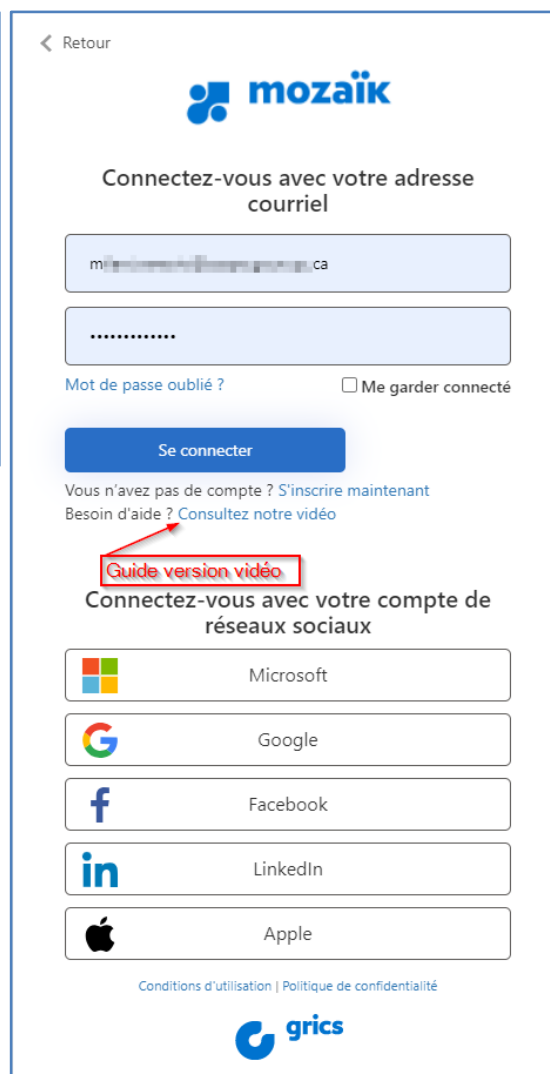 Retour
mozaïk
Connectez-vous avec votre adresse
courriel
m ca
•••••••••••••
Mot de passe oublié ?
Me garder connecté
Se connecter
Vous n'avez pas de compte ? S'inscrire maintenant
Besoin d'aide ? Consultez notre vidéo
Guide version vidéo
Connectez-vous avec votre compte de
réseaux sociaux
Microsoft
Google
Facebook
LinkedIn
Apple
Conditions d'utilisation | Politique de confidentialité
grics